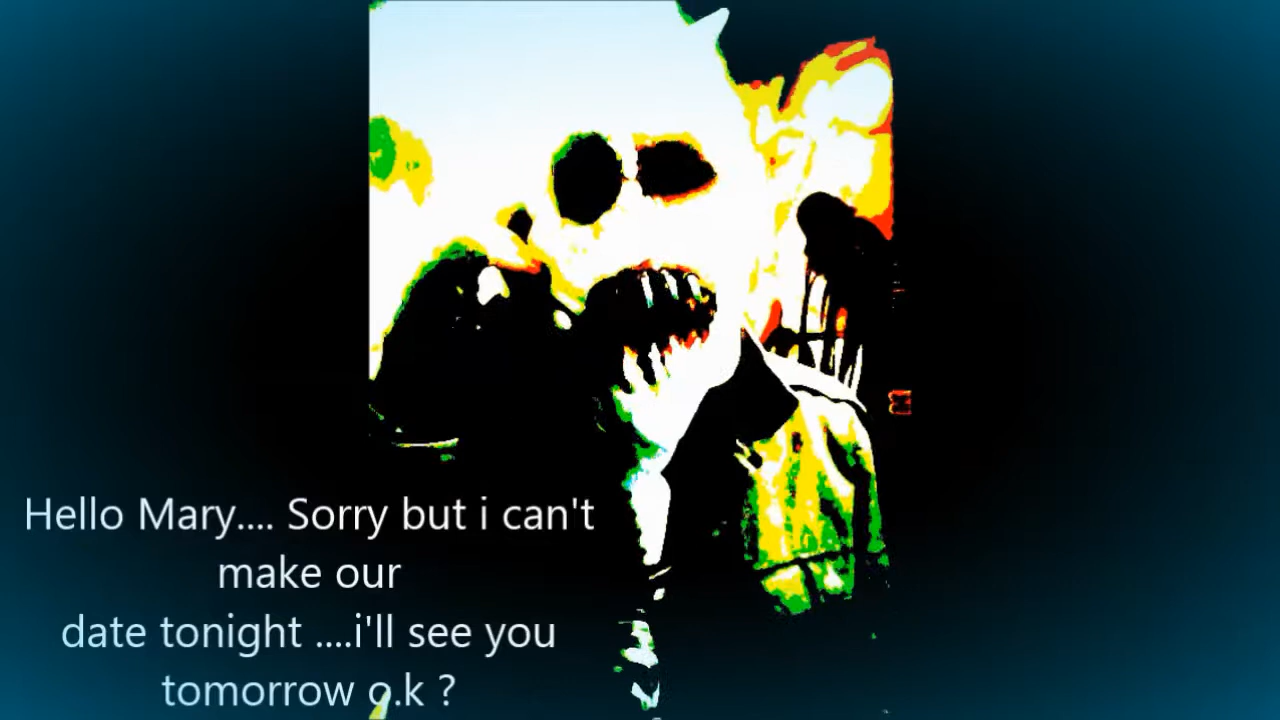 Hello Mary.... Sorry but i can't
make our
date tonight ....i'll see you
tomorrow o.k ?